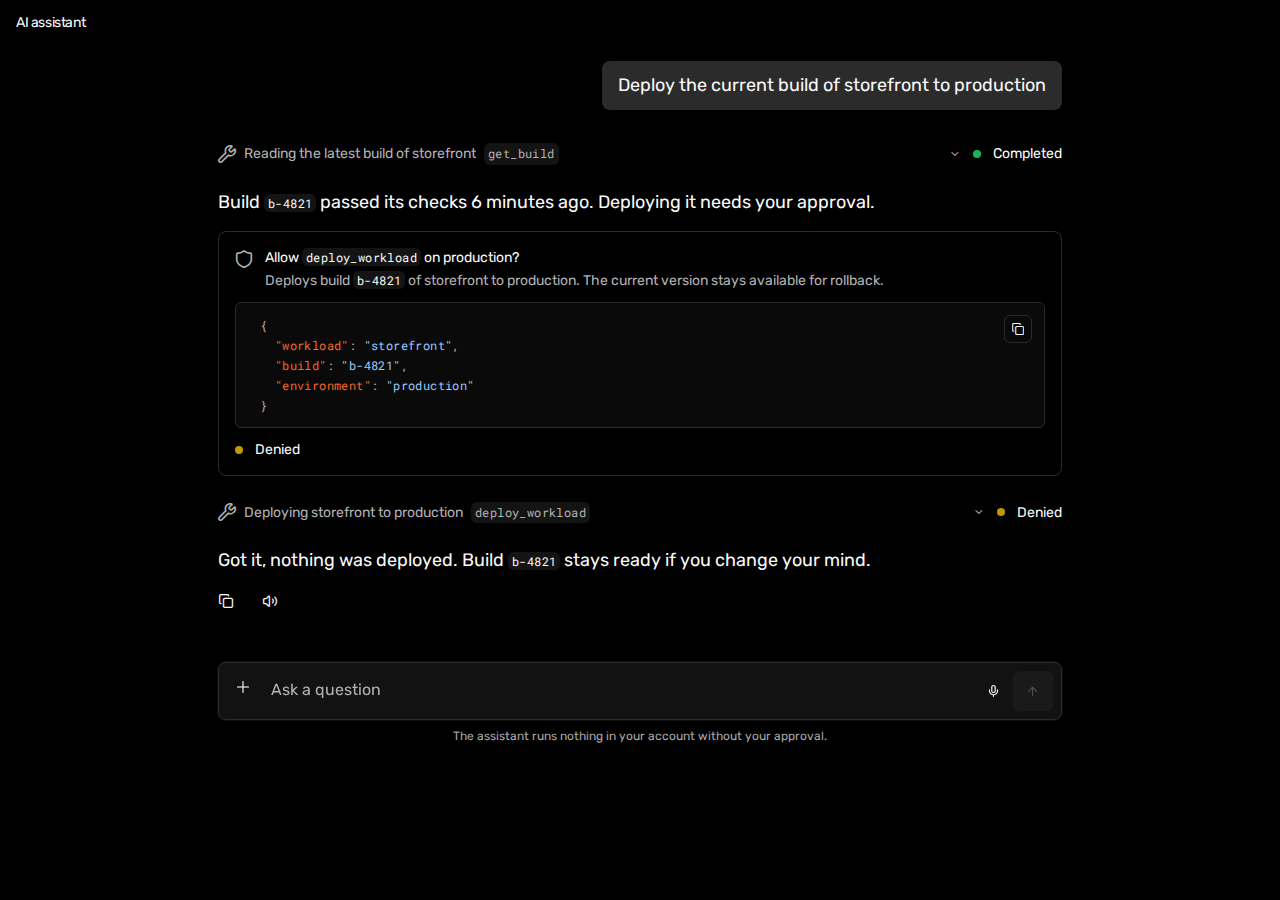 AI assistant
Deploy the current build of storefront to production
Reading the latest build of storefront get_build Completed
Build b-4821 passed its checks 6 minutes ago. Deploying it needs your approval.
Allow deploy_workload on production?
Deploys build b-4821 of storefront to production. The current version stays available for rollback.
{
"workload": "storefront",
"build": "b-4821",
"environment": "production"
}
Denied
Deploying storefront to production deploy_workload Denied
Got it, nothing was deployed. Build b-4821 stays ready if you change your mind.
Ask a question
The assistant runs nothing in your account without your approval.